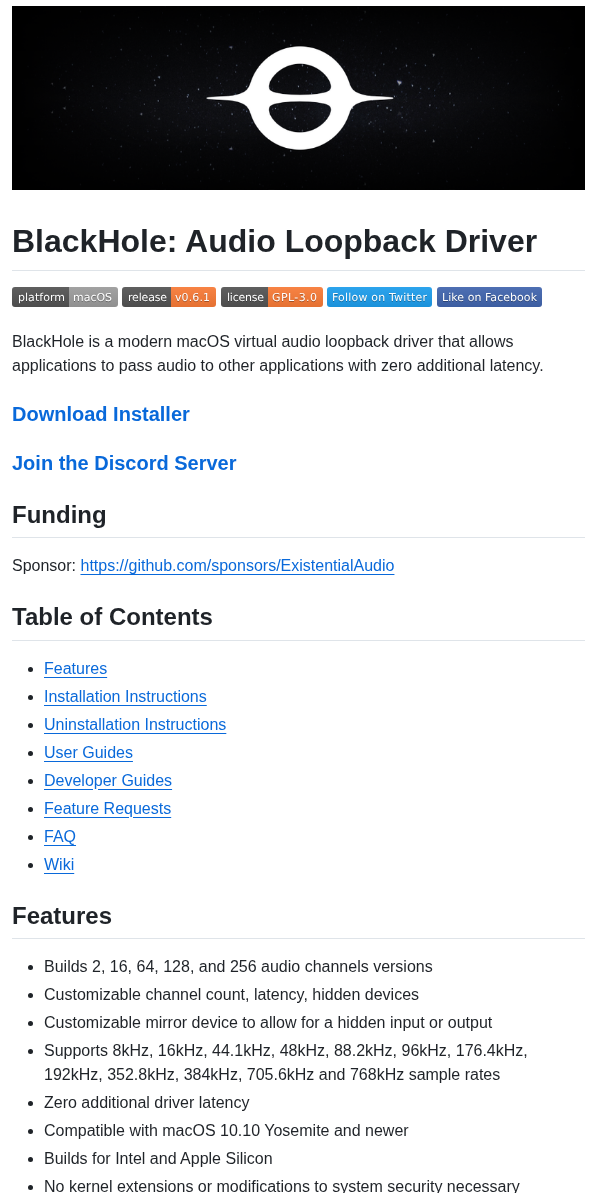 BlackHole: Audio Loopback Driver
platform macOS release v0.6.1 license GPL-3.0 Follow on Twitter Like on Facebook
BlackHole is a modern macOS virtual audio loopback driver that allows
applications to pass audio to other applications with zero additional latency.
Download Installer
Join the Discord Server
Funding
Sponsor: https://github.com/sponsors/ExistentialAudio
Table of Contents
Features
Installation Instructions
Uninstallation Instructions
User Guides
Developer Guides
Feature Requests
FAQ
Wiki
Features
Builds 2, 16, 64, 128, and 256 audio channels versions
Customizable channel count, latency, hidden devices
Customizable mirror device to allow for a hidden input or output
Supports 8kHz, 16kHz, 44.1kHz, 48kHz, 88.2kHz, 96kHz, 176.4kHz,
192kHz, 352.8kHz, 384kHz, 705.6kHz and 768kHz sample rates
Zero additional driver latency
Compatible with macOS 10.10 Yosemite and newer
Builds for Intel and Apple Silicon
No kernel extensions or modifications to system security necessary